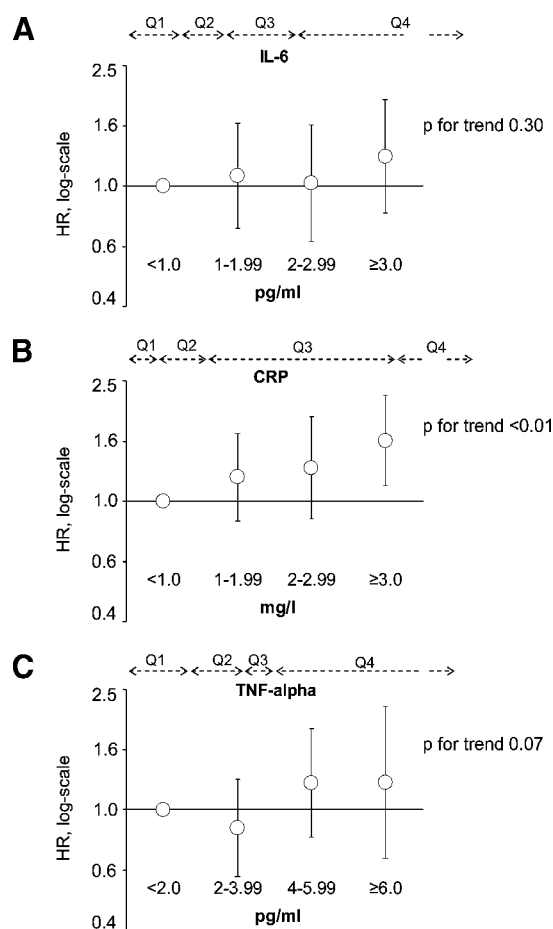 A
Q1 Q2 Q3 Q4
IL-6
2.5
p for trend 0.30
1.6
HR, log-scale
1.0
0.6
<1.0 1-1.99 2-2.99 ≥3.0
pg/ml
0.4
B
Q1 Q2 Q3 Q4
CRP
2.5
p for trend <0.01
1.6
HR, log-scale
1.0
0.6
<1.0 1-1.99 2-2.99 ≥3.0
mg/l
0.4
C
Q1 Q2 Q3 Q4
TNF-alpha
2.5
p for trend 0.07
1.6
HR, log-scale
1.0
0.6
<2.0 2-3.99 4-5.99 ≥6.0
pg/ml
0.4